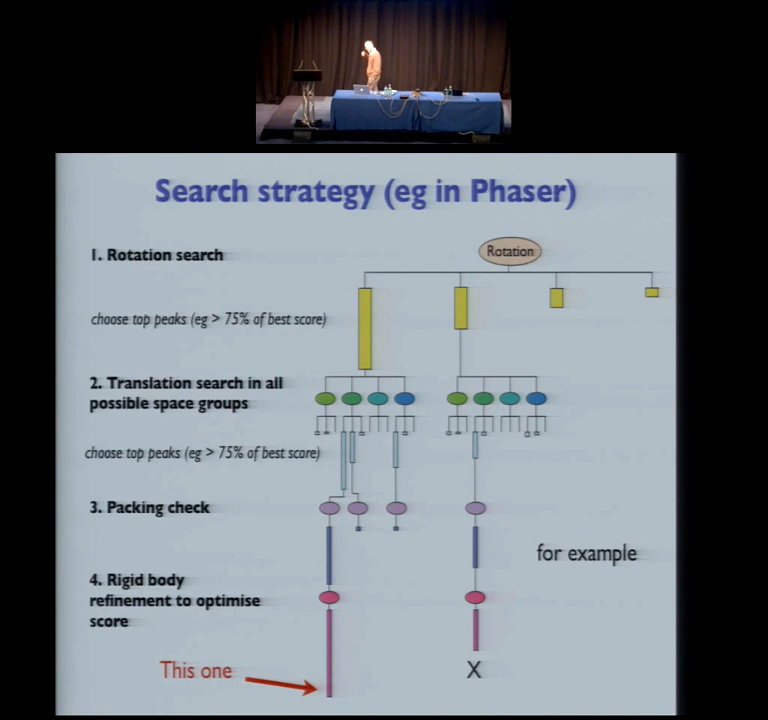 Search strategy (eg in Phaser)
1. Rotation search
Rotation
choose top peaks (eg > 75% of best score)
2. Translation search in all
possible space groups
choose top peaks (eg > 75% of best score)
3. Packing check
for example
4. Rigid body
refinement to optimise
score
This one
X